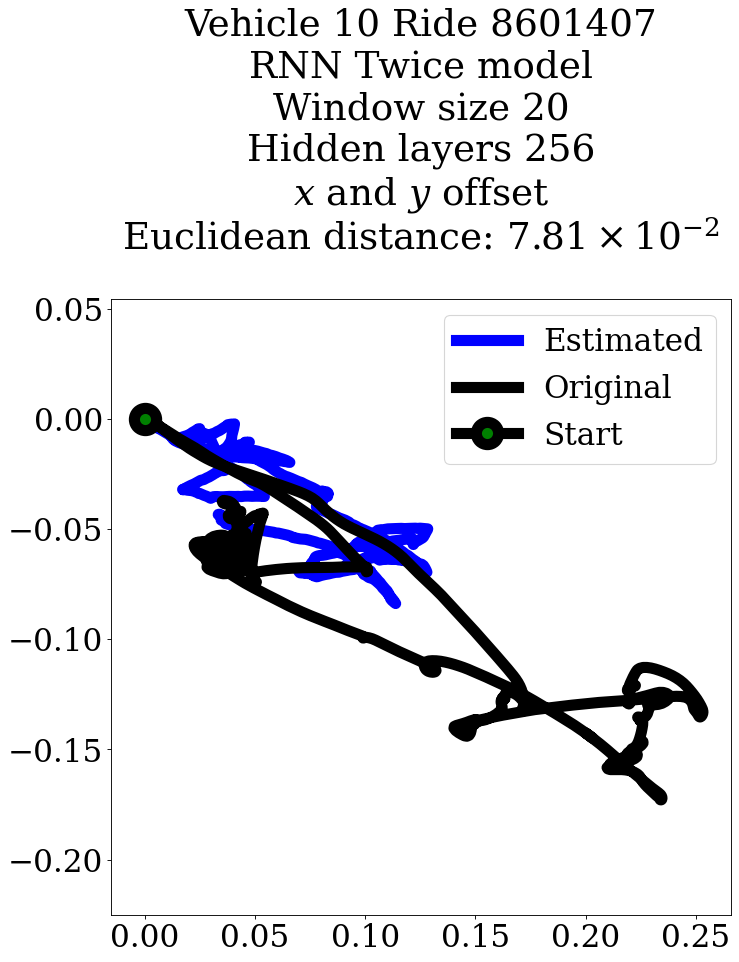 Vehicle 10 Ride 8601407
RNN Twice model
Window size 20
Hidden layers 256
x and y offset
Euclidean distance: 7.81 × 10⁻²
Estimated
Original
Start
0.05
0.00
−0.05
−0.10
−0.15
−0.20
0.00 0.05 0.10 0.15 0.20 0.25